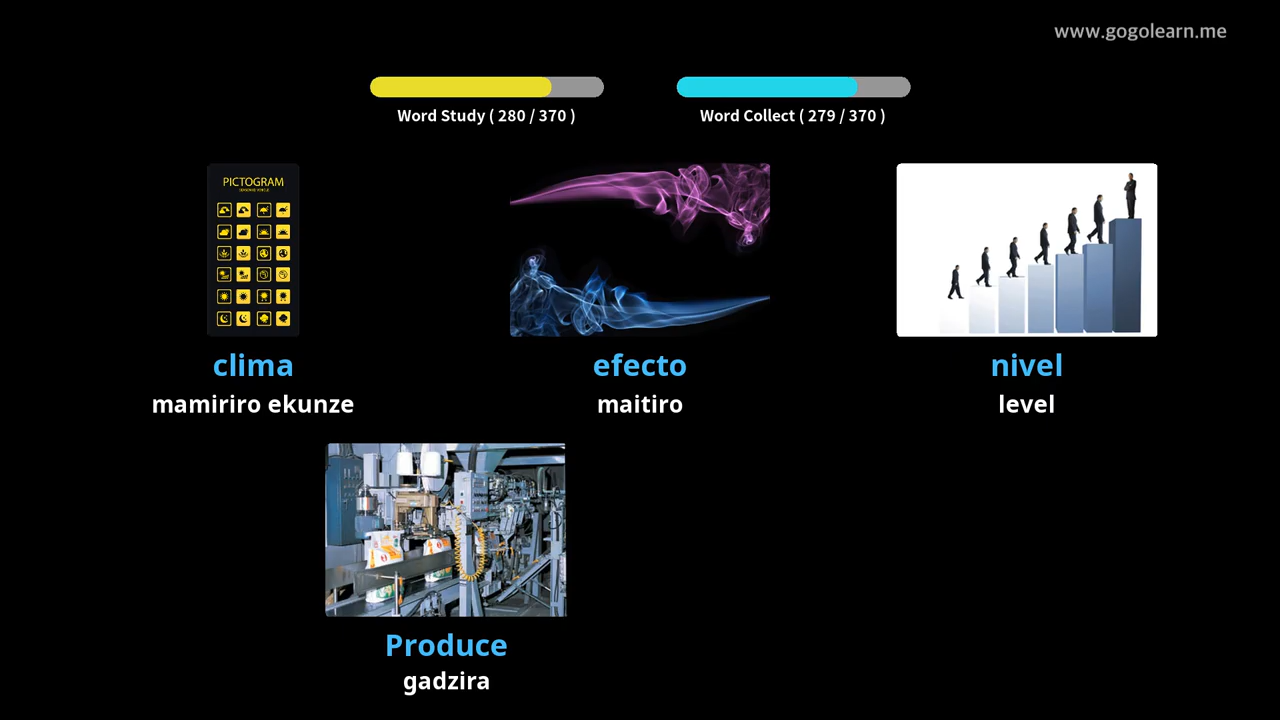 www.gogolearn.me
Word Study ( 280 / 370 )
Word Collect ( 279 / 370 )
PICTOGRAM
clima
efecto
nivel
mamiriro ekunze
maitiro
level
Produce
gadzira